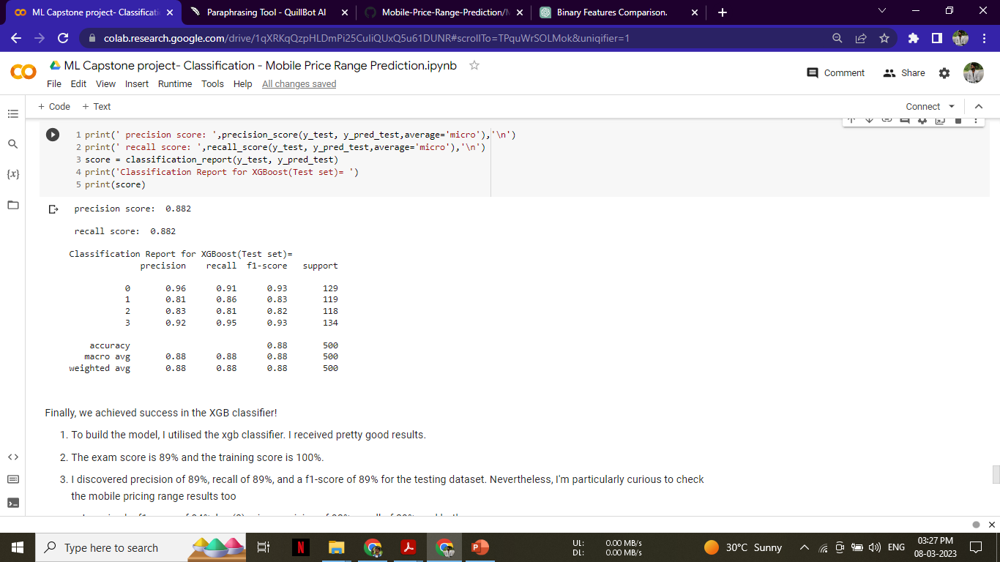 ML Capstone project- Classificati
Paraphrasing Tool - QuillBot AI
Mobile-Price-Range-Prediction/
Binary Features Comparison.
colab.research.google.com/drive/1qXRKqQzpHLDmPi25CuIiQUxQ5u61DUNR#scrollTo=TPquWrSOLMok&uniqifier=1
ML Capstone project- Classification - Mobile Price Range Prediction.ipynb
Comment
Share
File Edit View Insert Runtime Tools Help All changes saved
+ Code + Text
Connect
1 print(' precision score: ',precision_score(y_test, y_pred_test,average='micro'),'\n')
2 print(' recall score: ',recall_score(y_test, y_pred_test,average='micro'),'\n')
3 score = classification_report(y_test, y_pred_test)
4 print('Classification Report for XGBoost(Test set)= ')
5 print(score)
{x}
precision score: 0.882
recall score: 0.882
Classification Report for XGBoost(Test set)=
precision recall f1-score support
0 0.96 0.91 0.93 129
1 0.81 0.86 0.83 119
2 0.83 0.81 0.82 118
3 0.92 0.95 0.93 134
accuracy 0.88 500
macro avg 0.88 0.88 0.88 500
weighted avg 0.88 0.88 0.88 500
Finally, we achieved success in the XGB classifier!
1. To build the model, I utilised the xgb classifier. I received pretty good results.
2. The exam score is 89% and the training score is 100%.
3. I discovered precision of 89%, recall of 89%, and a f1-score of 89% for the testing dataset. Nevertheless, I'm particularly curious to check
the mobile pricing range results too
Type here to search
UL: 0.00 MB/s
DL: 0.00 MB/s
30°C Sunny
ENG
03:27 PM
08-03-2023